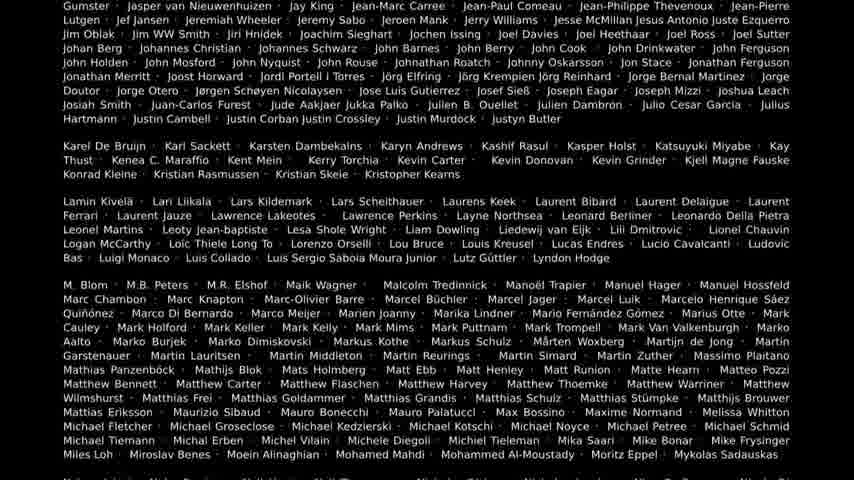 Gumster · Jasper van Nieuwenhuizen · Jay King · Jean-Marc Carree · Jean-Paul Comeau · Jean-Philippe Thevenoux · Jean-Pierre
Lutgen · Jef Jansen · Jeremiah Wheeler · Jeremy Sabo · Jeroen Mank · Jerry Williams · Jesse McMillan Jesus Antonio Juste Ezquerro
Jim Oblak · Jim WW Smith · Jiri Hnídek · Joachim Sieghart · Jochen Issing · Joel Davies · Joel Heethaar · Joel Ross · Joel Sutter
Johan Berg · Johannes Christian · Johannes Schwarz · John Barnes · John Berry · John Cook · John Drinkwater · John Ferguson
John Holden · John Mosford · John Nyquist · John Rouse · Johnathan Roatch · Johnny Oskarsson · Jon Stace · Jonathan Ferguson
Jonathan Merritt · Joost Horward · Jordi Portell i Torres · Jörg Elfring · Jörg Krempien Jörg Reinhard · Jorge Bernal Martinez · Jorge
Doutor · Jorge Otero · Jørgen Schøyen Nicolaysen · Jose Luis Gutierrez · Josef Sieß · Joseph Eagar · Joseph Mizzi · Joshua Leach
Josiah Smith · Juan-Carlos Furest · Jude Aakjaer Jukka Palko · Julien B. Ouellet · Julien Dambron · Julio Cesar Garcia · Julius
Hartmann · Justin Cambell · Justin Corban Justin Crossley · Justin Murdock · justyn Butler
Karel De Bruijn · Karl Sackett · Karsten Dambekalns · Karyn Andrews · Kashif Rasul · Kasper Holst · Katsuyuki Miyabe · Kay
Thust · Kenea C. Maraffio · Kent Mein · Kerry Torchia · Kevin Carter · Kevin Donovan · Kevin Grinder · Kjell Magne Fauske
Konrad Kleine · Kristian Rasmussen · Kristian Skeie · Kristopher Kearns
Lamin Kivelä · Lari Liikala · Lars Kildemark · Lars Scheithauer · Laurens Keek · Laurent Bibard · Laurent Delaigue · Laurent
Ferrari · Laurent Jauze · Lawrence Lakeotes · Lawrence Perkins · Layne Northsea · Leonard Berliner · Leonardo Della Pietra
Leonel Martins · Leoty Jean-baptiste · Lesa Shole Wright · Liam Dowling · Liedewij van Eijk · Lili Dmitrovic · Lionel Chauvin
Logan McCarthy · Loïc Thiele Long To · Lorenzo Orselli · Lou Bruce · Louis Kreusel · Lucas Endres · Lucio Cavalcanti · Ludovic
Bas · Luigi Monaco · Luis Collado · Luis Sergio Saboia Moura Junior · Lutz Güttler · Lyndon Hodge
M. Blom · M.B. Peters · M.R. Elshof · Maik Wagner · Malcolm Tredinnick · Manoël Trapier · Manuel Hager · Manuel Hossfeld
Marc Chambon · Marc Knapton · Marc-Olivier Barre · Marcel Büchler · Marcel Jager · Marcel Luik · Marcelo Henrique Sáez
Quiñónez · Marco Di Bernardo · Marco Meijer · Marien Joanny · Marika Lindner · Mario Fernández Gómez · Marius Otte · Mark
Cauley · Mark Holford · Mark Keller · Mark Kelly · Mark Mims · Mark Puttnam · Mark Trompell · Mark Van Valkenburgh · Marko
Aalto · Marko Burjek · Marko Dimiskovski · Markus Kothe · Markus Schulz · Mårten Woxberg · Martijn de Jong · Martin
Garstenauer · Martin Lauritsen · Martin Middleton · Martin Reurings · Martin Simard · Martin Zuther · Massimo Plaitano
Mathias Panzenböck · Mathijs Blok · Mats Holmberg · Matt Ebb · Matt Henley · Matt Runion · Matte Hearn · Matteo Pozzi
Matthew Bennett · Matthew Carter · Matthew Flaschen · Matthew Harvey · Matthew Thoemke · Matthew Warriner · Matthew
Wilmshurst · Matthias Frei · Matthias Goldammer · Matthias Grandis · Matthias Schulz · Matthias Stümpke · Matthijs Brouwer
Mattias Eriksson · Maurizio Sibaud · Mauro Bonecchi · Mauro Palatucci · Max Bossino · Maxime Normand · Melissa Whitton
Michael Fletcher · Michael Groseclose · Michael Kedzierski · Michael Kotschi · Michael Noyce · Michael Petree · Michael Schmid
Michael Tiemann · Michal Erben · Michel Vilain · Michele Diegoli · Michiel Tieleman · Mika Saari · Mike Bonar · Mike Frysinger
Miles Loh · Miroslav Benes · Moein Alinaghian · Mohamed Mahdi · Mohammed Al-Moustady · Moritz Eppel · Mykolas Sadauskas